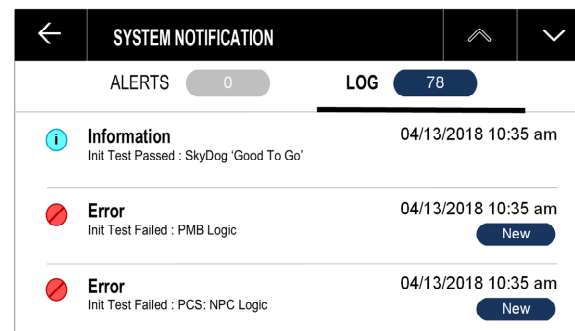 SYSTEM NOTIFICATION
ALERTS 0 LOG 78
i Information 04/13/2018 10:35 am
Init Test Passed : SkyDog 'Good To Go'
Error 04/13/2018 10:35 am
Init Test Failed : PMB Logic New
Error 04/13/2018 10:35 am
Init Test Failed : PCS: NPC Logic New